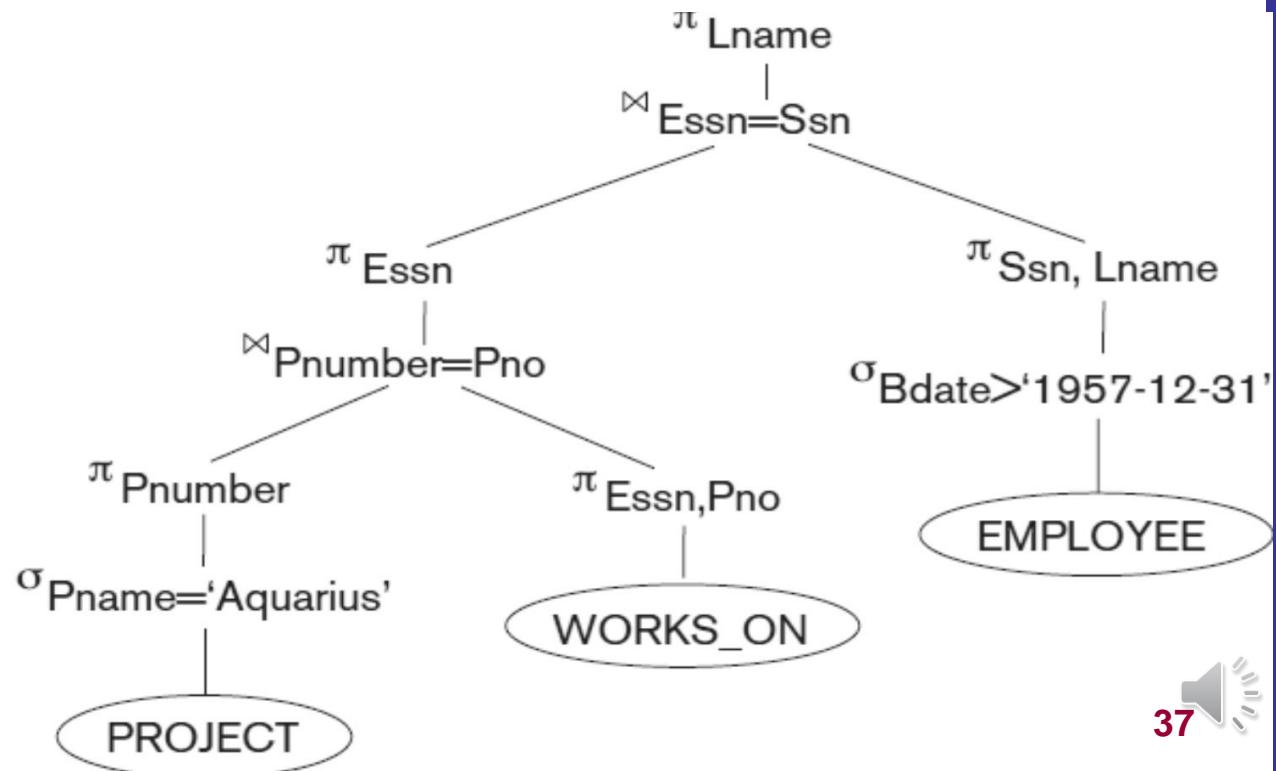 π Lname
⋈ Essn=Ssn
π Essn
π Ssn, Lname
⋈ Pnumber=Pno
σ Bdate>‘1957-12-31’
π Pnumber
π Essn,Pno
EMPLOYEE
σ Pname=‘Aquarius’
WORKS_ON
PROJECT
37